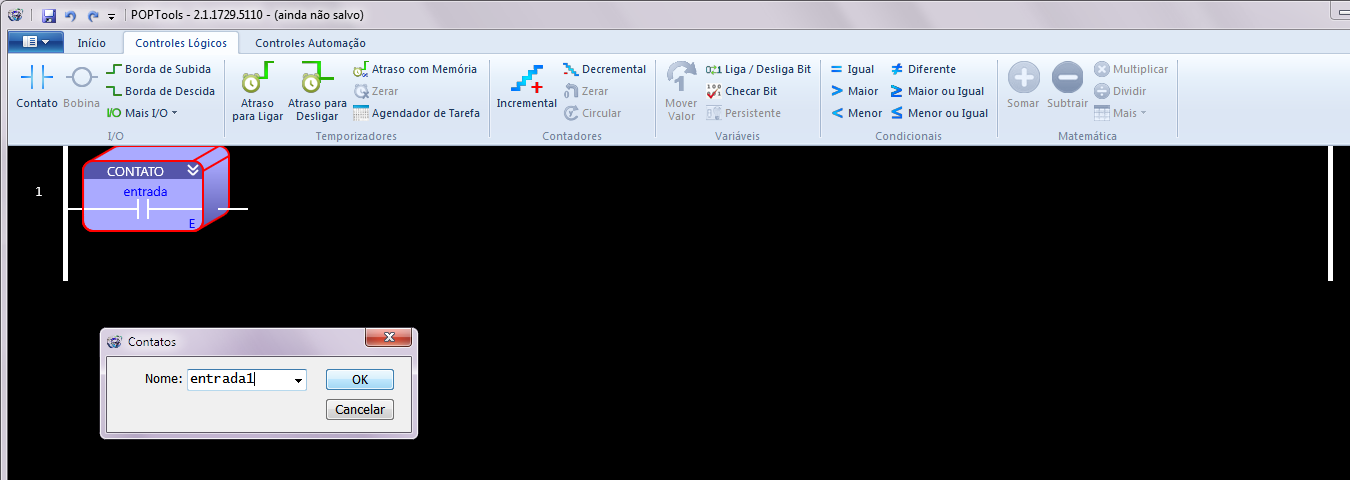 POPTools - 2.1.1729.5110 - (ainda não salvo)
Início Controles Lógicos Controles Automação
Contato
Bobina
Borda de Subida
Borda de Descida
I/O Mais I/O
I/O
Atraso
para Ligar
Atraso para
Desligar
Atraso com Memória
Zerar
Agendador de Tarefa
Temporizadores
Incremental
Decremental
Zerar
Circular
Contadores
Mover
Valor
Liga / Desliga Bit
Checar Bit
Persistente
Variáveis
= Igual
≠ Diferente
> Maior
≥ Maior ou Igual
< Menor
≤ Menor ou Igual
Condicionais
Somar
Subtrair
Multiplicar
Dividir
Mais
Matemática
1
CONTATO
entrada
E
Contatos
Nome: entrada1
OK
Cancelar